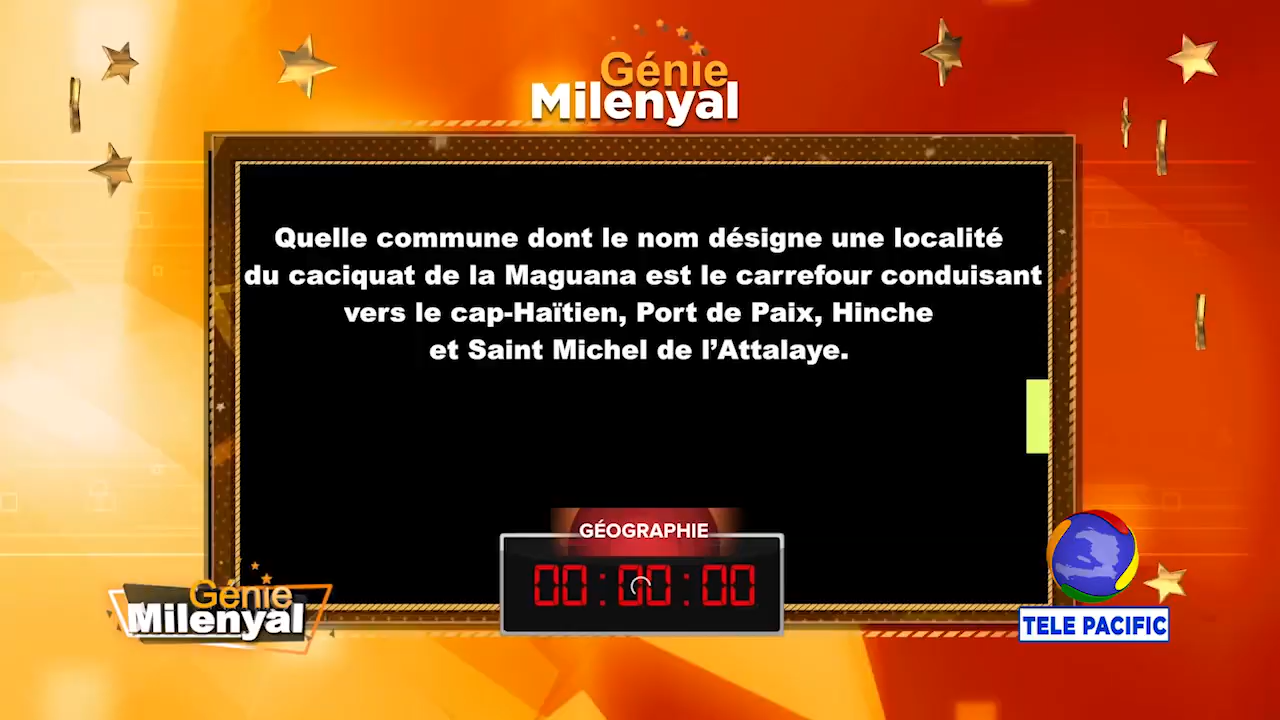 Génie
Milenyal
Quelle commune dont le nom désigne une localité
du caciquat de la Maguana est le carrefour conduisant
vers le cap-Haïtien, Port de Paix, Hinche
et Saint Michel de l’Attalaye.
GÉOGRAPHIE
00:00:00
Génie
Milenyal
TELE PACIFIC